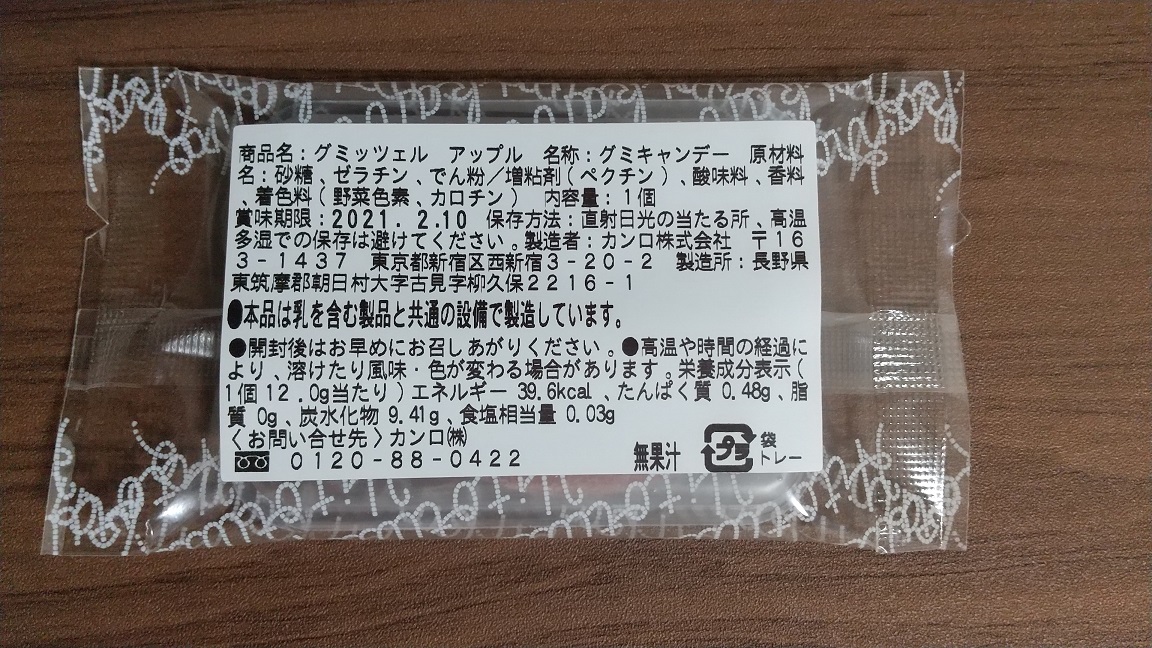 商品名：グミッツェル　アップル　名称：グミキャンデー　原材料
名：砂糖、ゼラチン、でん粉／増粘剤（ペクチン）、酸味料、香料
、着色料（野菜色素、カロチン）　内容量：１個
賞味期限：2021. 2.10　保存方法：直射日光の当たる所、高温
多湿での保存は避けてください。製造者：カンロ株式会社　〒１６
３－１４３７　東京都新宿区西新宿３－２０－２　製造所：長野県
東筑摩郡朝日村大字古見字柳久保２２１６－１
●本品は乳を含む製品と共通の設備で製造しています。
●開封後はお早めにお召しあがりください。●高温や時間の経過に
より、溶けたり風味・色が変わる場合があります。栄養成分表示（
1個 12．0g当たり）エネルギー 39.6kcal、たんぱく質 0.48g、脂
質 0g、炭水化物 9.41g、食塩相当量 0.03g
〈お問い合せ先〉カンロ㈱
０１２０－８８－０４２２
無果汁
プラ
袋
トレー